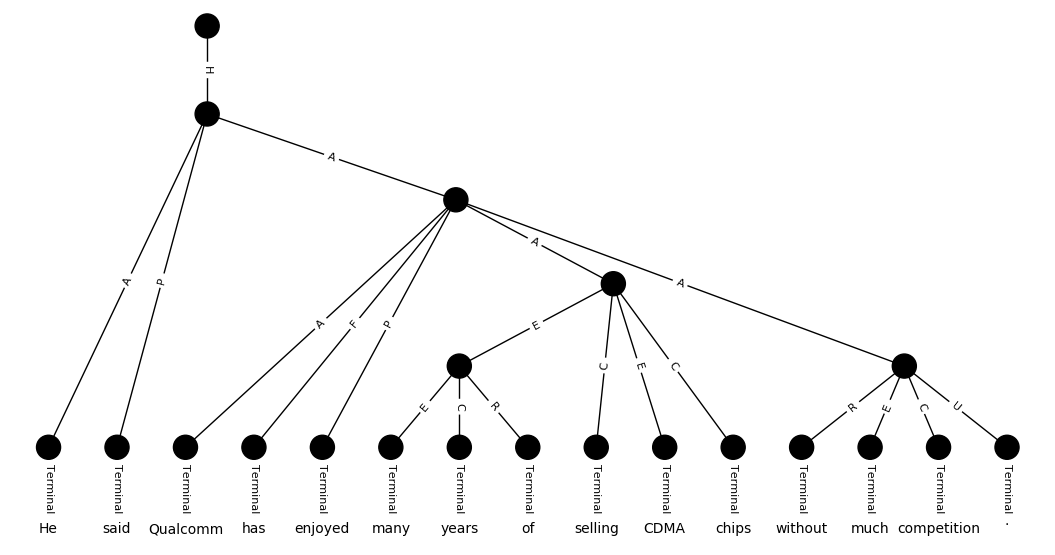 H
A
A P
A
A
A F P
E
E C R
C E C
R E C U
Terminal Terminal Terminal Terminal Terminal Terminal Terminal Terminal Terminal Terminal Terminal Terminal Terminal Terminal Terminal
He said Qualcomm has enjoyed many years of selling CDMA chips without much competition .